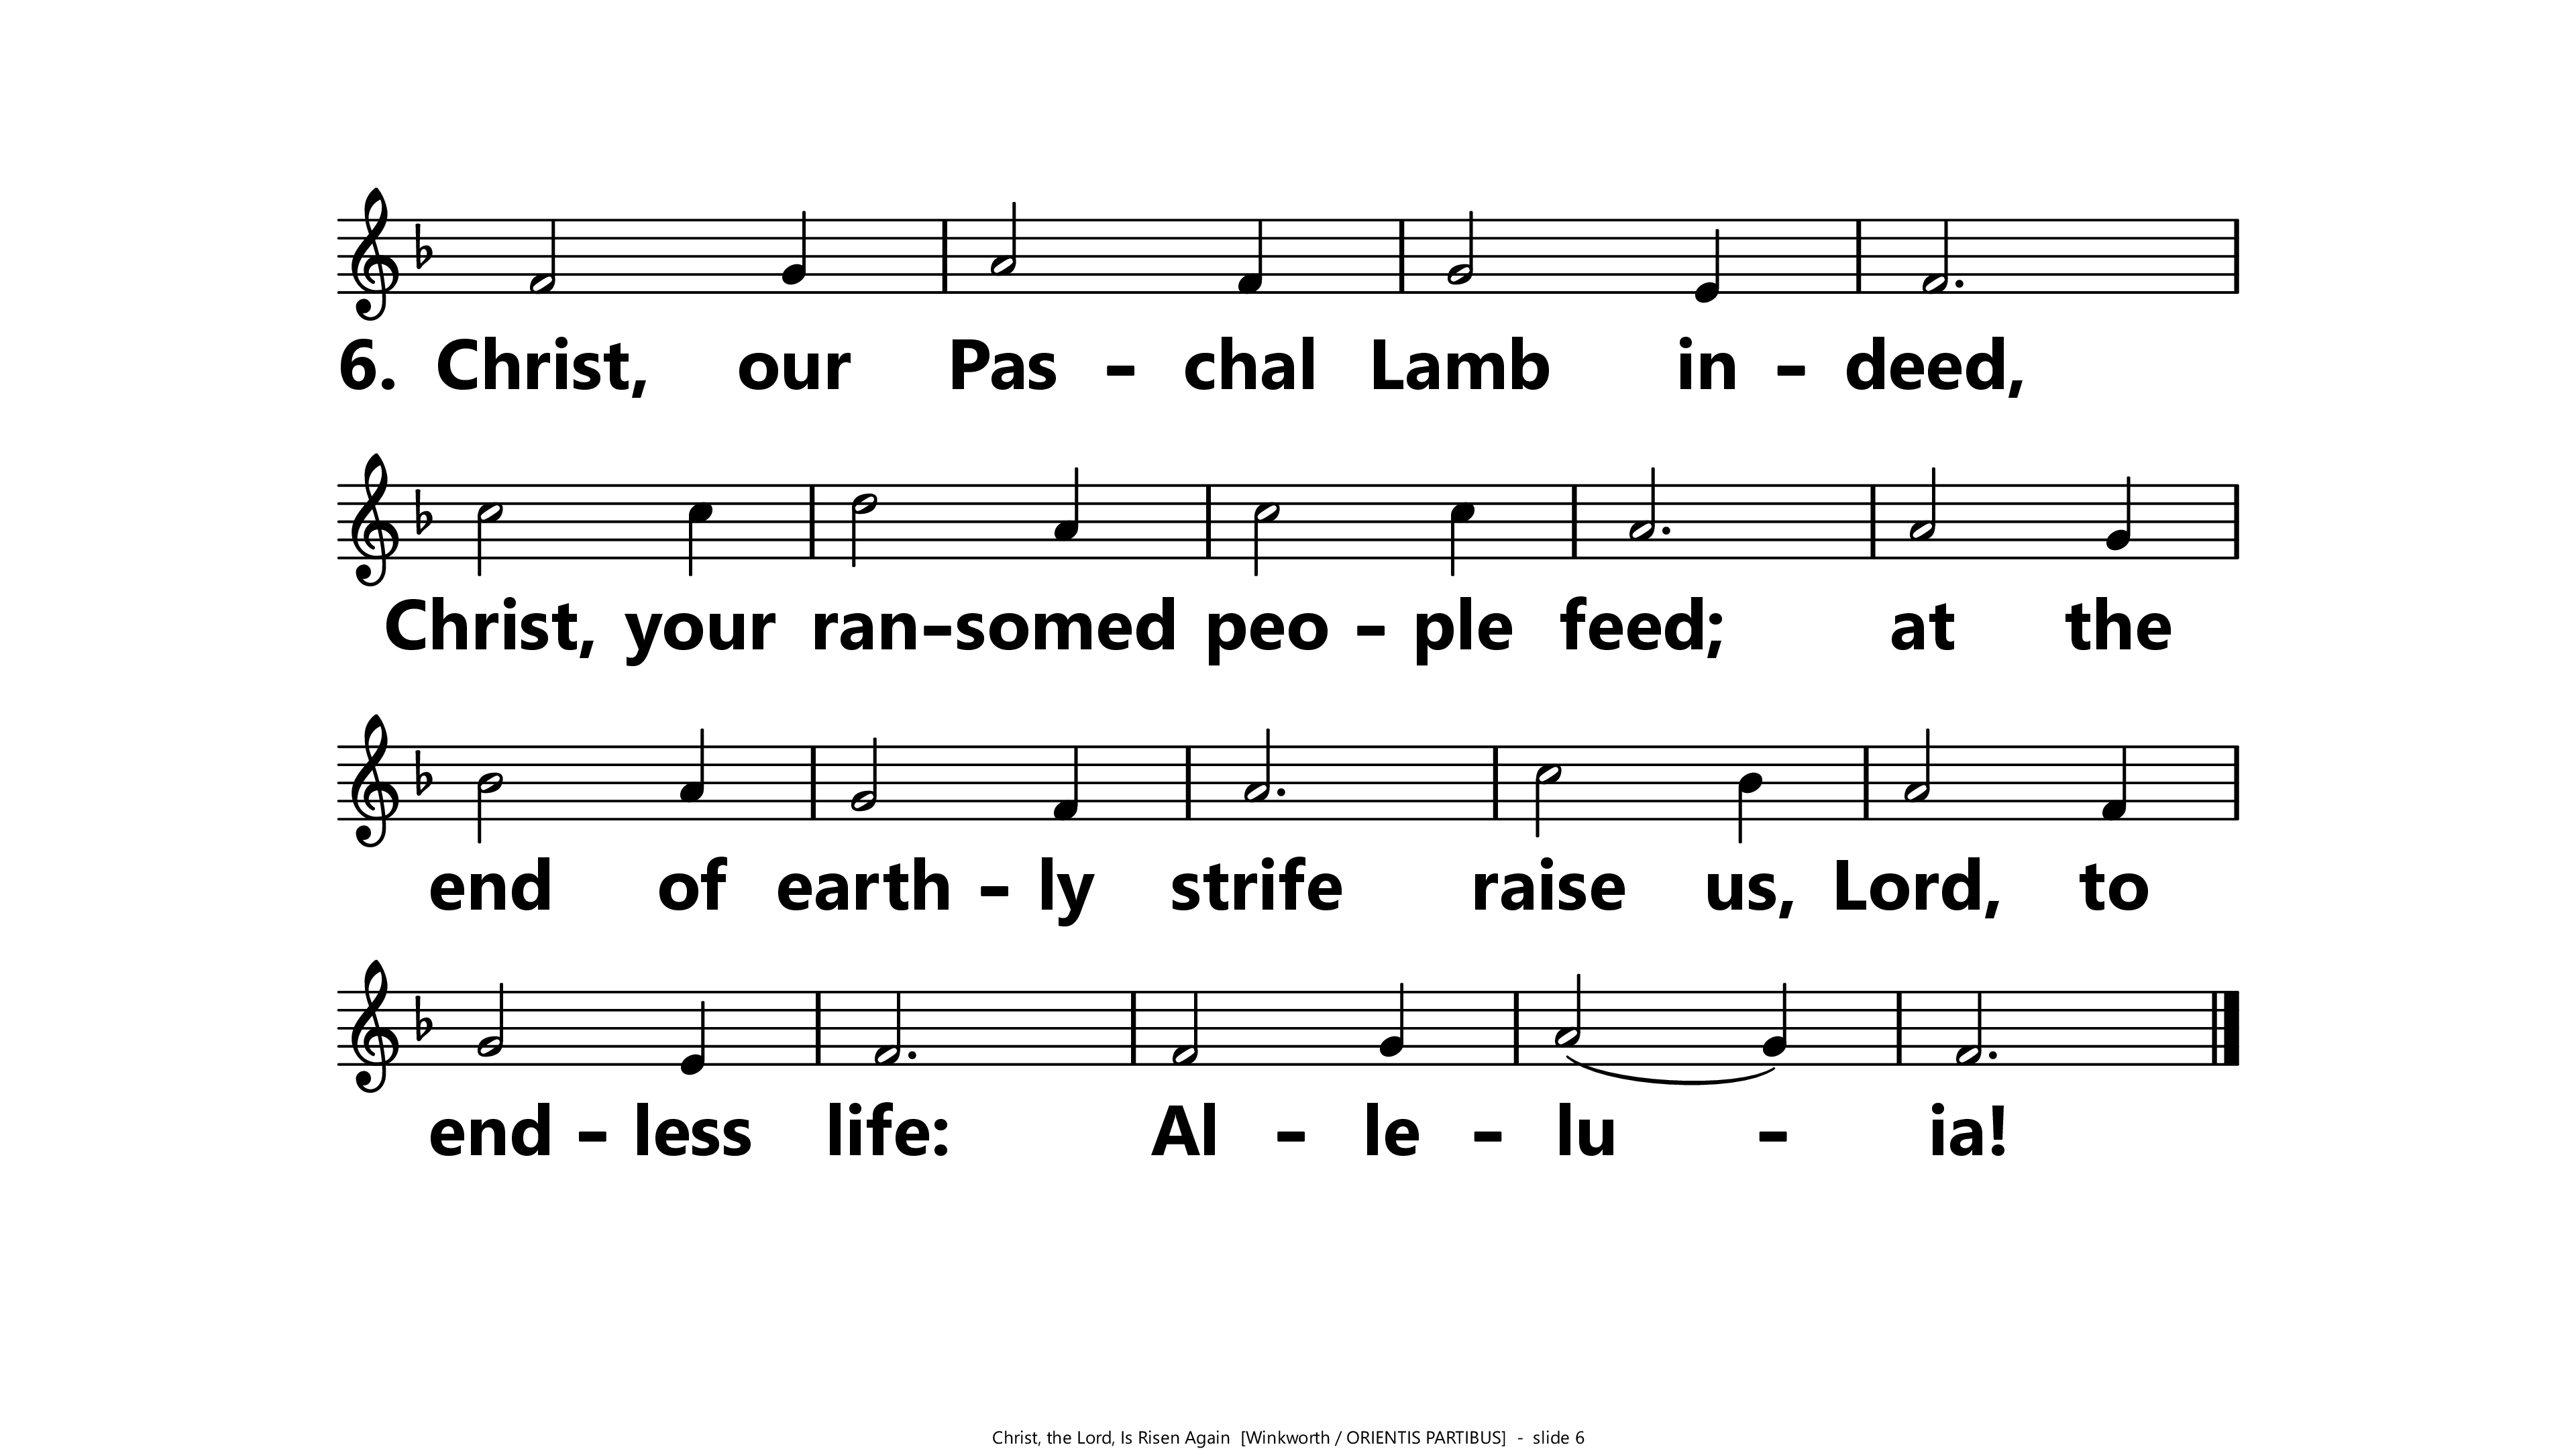 6. Christ, our Pas - chal Lamb in - deed,
Christ, your ran-somed peo - ple feed; at the
end of earth - ly strife raise us, Lord, to
end - less life: Al - le - lu - ia!
Christ, the Lord, Is Risen Again [Winkworth / ORIENTIS PARTIBUS] - slide 6